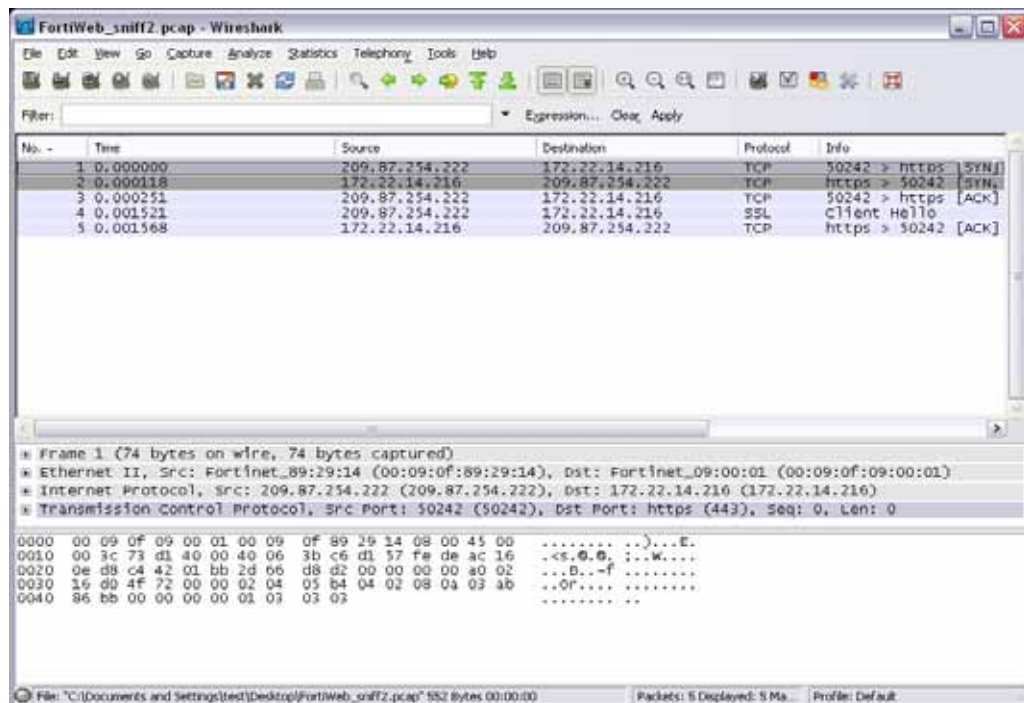 FortiWeb_sniff2.pcap - Wireshark
File Edit View Go Capture Analyze Statistics Telephony Tools Help
Filter: Expression... Clear Apply
No. - Time Source Destination Protocol Info
1 0.000000 209.87.254.222 172.22.14.216 TCP 50242 > https [SYN]
2 0.000118 172.22.14.216 209.87.254.222 TCP https > 50242 [SYN,
3 0.000251 209.87.254.222 172.22.14.216 TCP 50242 > https [ACK]
4 0.001521 209.87.254.222 172.22.14.216 SSL Client Hello
5 0.001568 172.22.14.216 209.87.254.222 TCP https > 50242 [ACK]
Frame 1 (74 bytes on wire, 74 bytes captured)
Ethernet II, Src: Fortinet_89:29:14 (00:09:0f:89:29:14), Dst: Fortinet_09:00:01 (00:09:0f:09:00:01)
Internet Protocol, Src: 209.87.254.222 (209.87.254.222), Dst: 172.22.14.216 (172.22.14.216)
Transmission Control Protocol, Src Port: 50242 (50242), Dst Port: https (443), Seq: 0, Len: 0
0000 00 09 0f 09 00 01 00 09 0f 89 29 14 08 00 45 00 ........ ..)...E.
0010 00 3c 73 d1 40 00 40 06 3b c6 d1 57 fe de ac 16 .<s.@.@. ;..W....
0020 0e d8 c4 42 01 bb 2d 66 d8 d2 00 00 00 00 a0 02 ...B..-f ........
0030 16 d0 4f 72 00 00 02 04 05 b4 04 02 08 0a 03 ab ..Or.... ........
0040 86 bb 00 00 00 00 01 03 03 03 ........ ..
File: "C:\Documents and Settings\test\Desktop\FortiWeb_sniff2.pcap" 552 Bytes 00:00:00 Packets: 5 Displayed: 5 Ma... Profile: Default